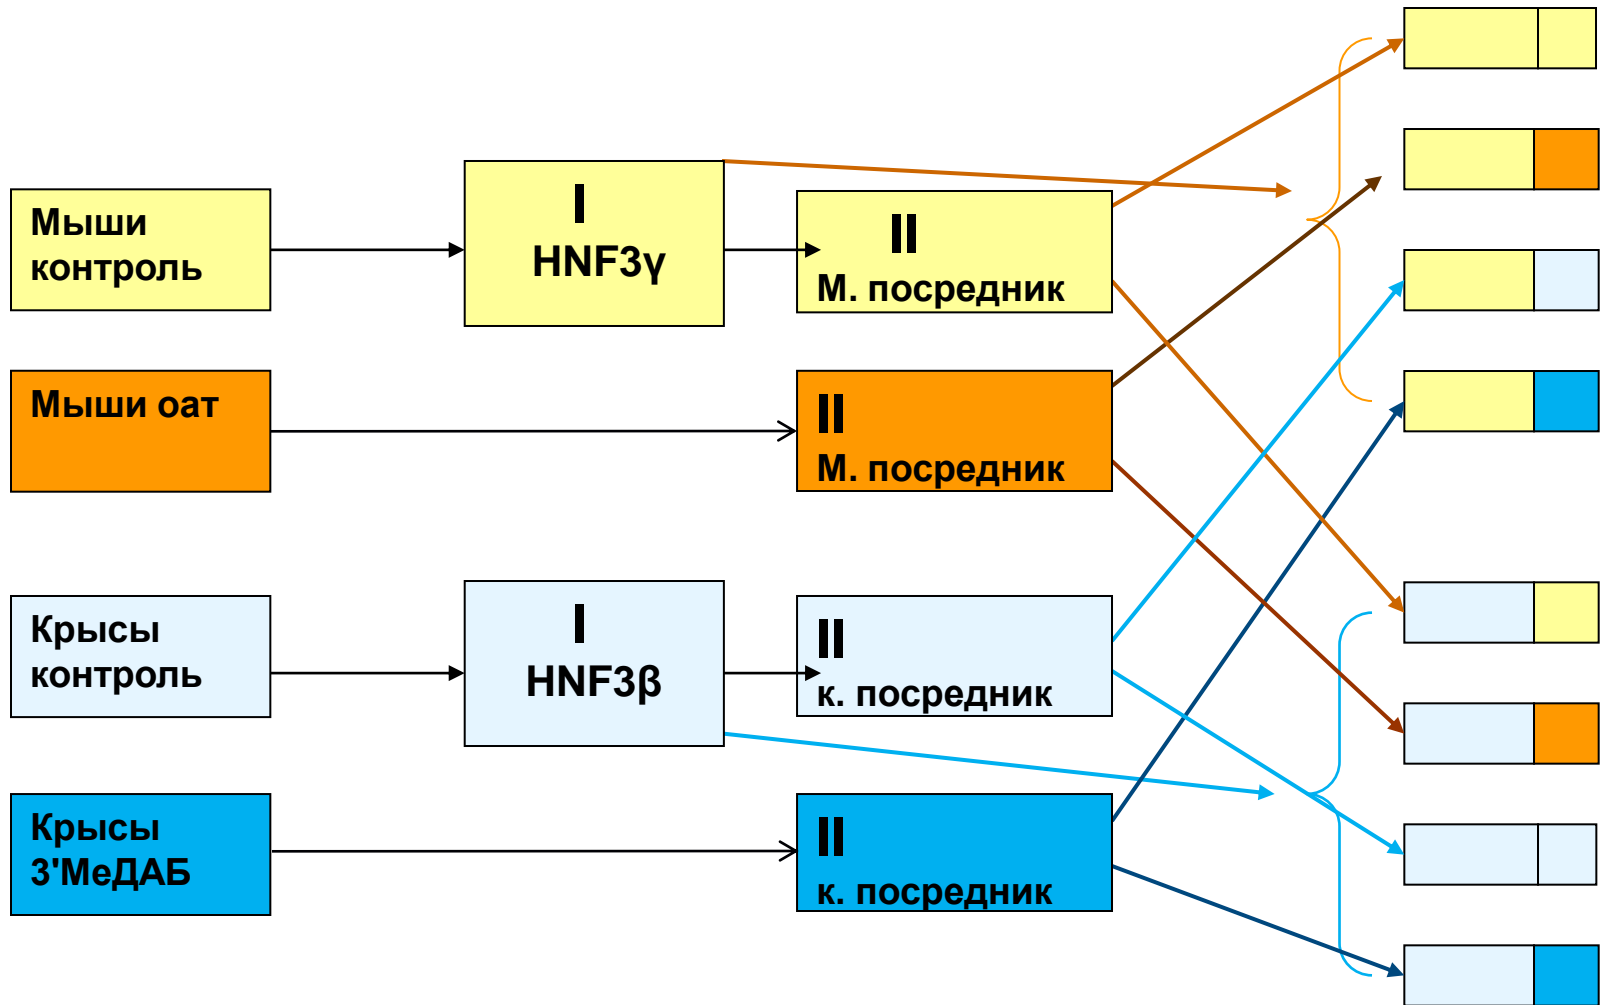 Мыши
контроль
I
HNF3γ
II
М. посредник
Мыши оат
II
М. посредник
Крысы
контроль
I
HNF3β
II
к. посредник
Крысы
3'МеДАБ
II
к. посредник